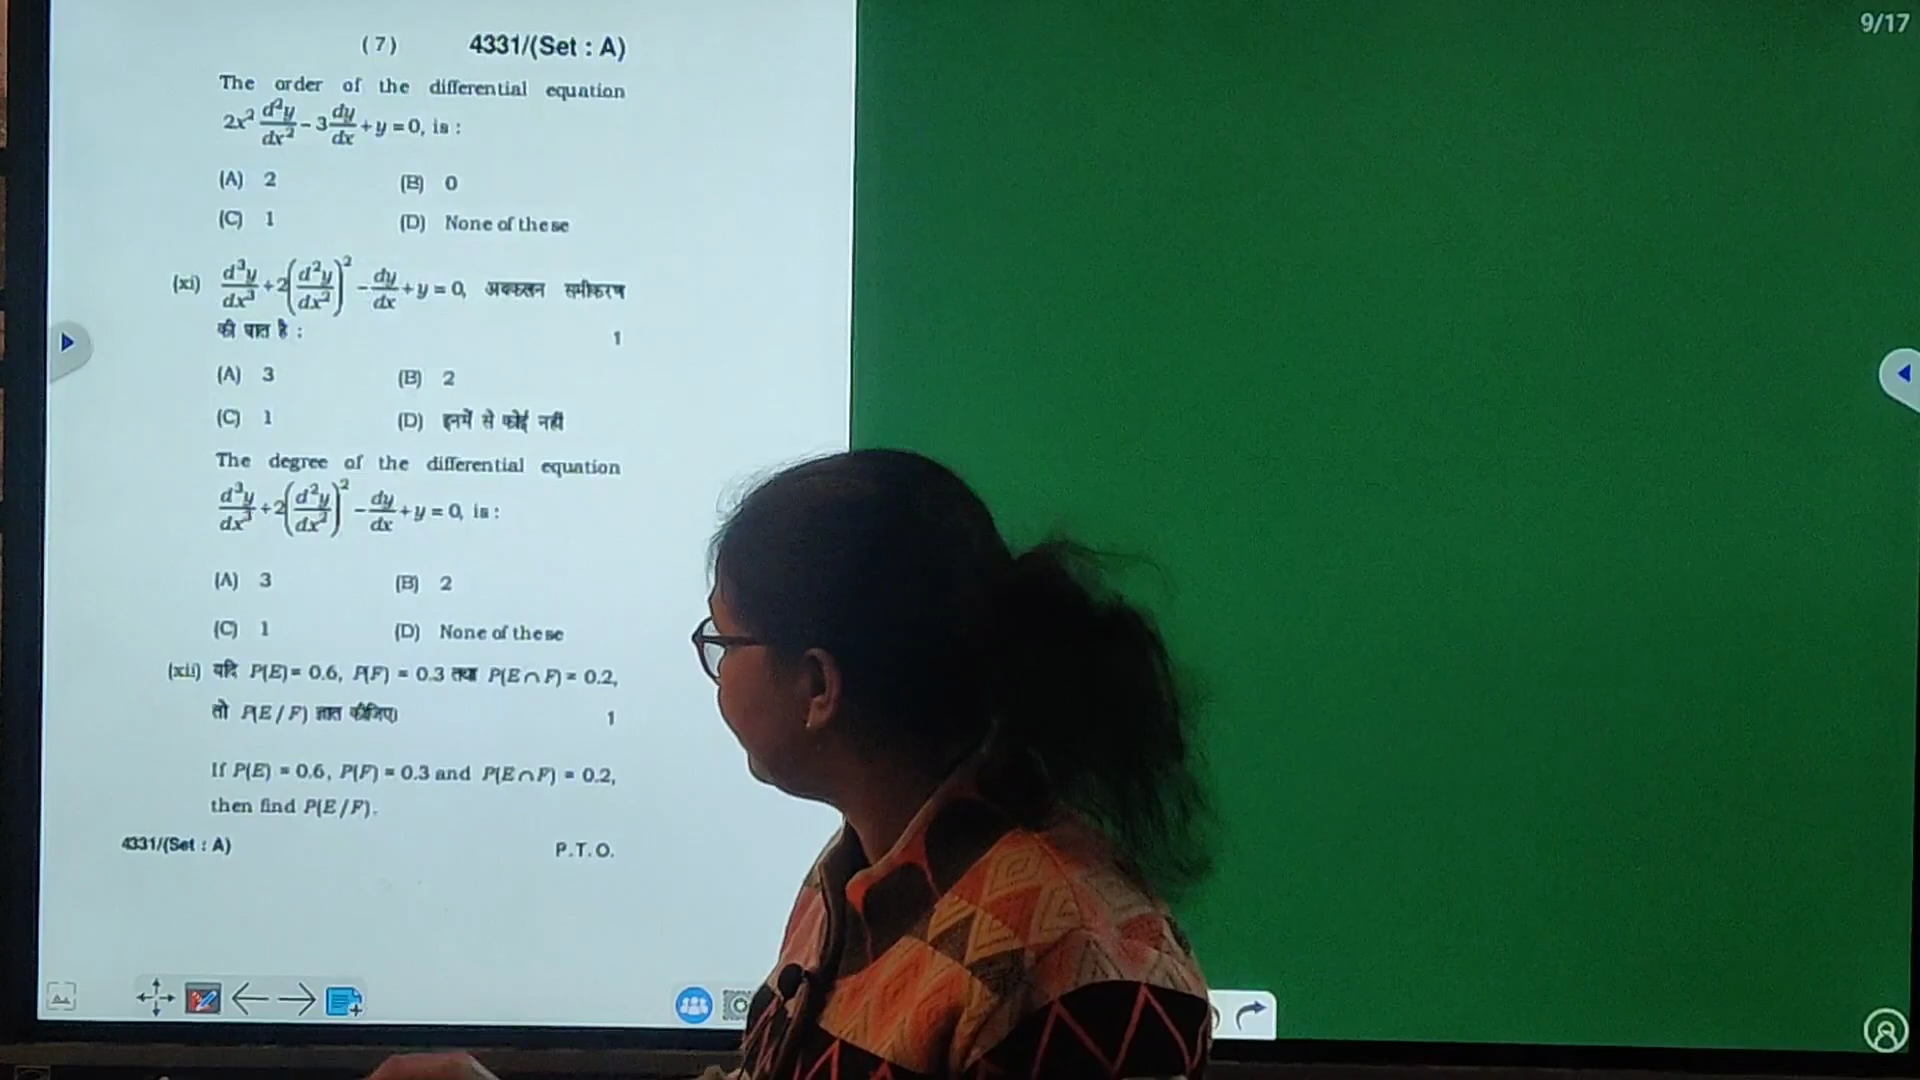 9/17
(7) 4331/(Set : A)
The order of the differential equation
2x² d²y/dx² - 3 dy/dx + y = 0, is :
(A) 2 (B) 0
(C) 1 (D) None of these
(xi) d³y/dx³ + 2(d²y/dx²)² - dy/dx + y = 0, अवकलन समीकरण
की घात है : 1
(A) 3 (B) 2
(C) 1 (D) इनमें से कोई नहीं
The degree of the differential equation
d³y/dx³ + 2(d²y/dx²)² - dy/dx + y = 0, is :
(A) 3 (B) 2
(C) 1 (D) None of these
(xii) यदि P(E) = 0.6, P(F) = 0.3 तथा P(E∩F) = 0.2,
तो P(E/F) ज्ञात कीजिए। 1
If P(E) = 0.6, P(F) = 0.3 and P(E∩F) = 0.2,
then find P(E/F).
4331/(Set : A) P.T.O.